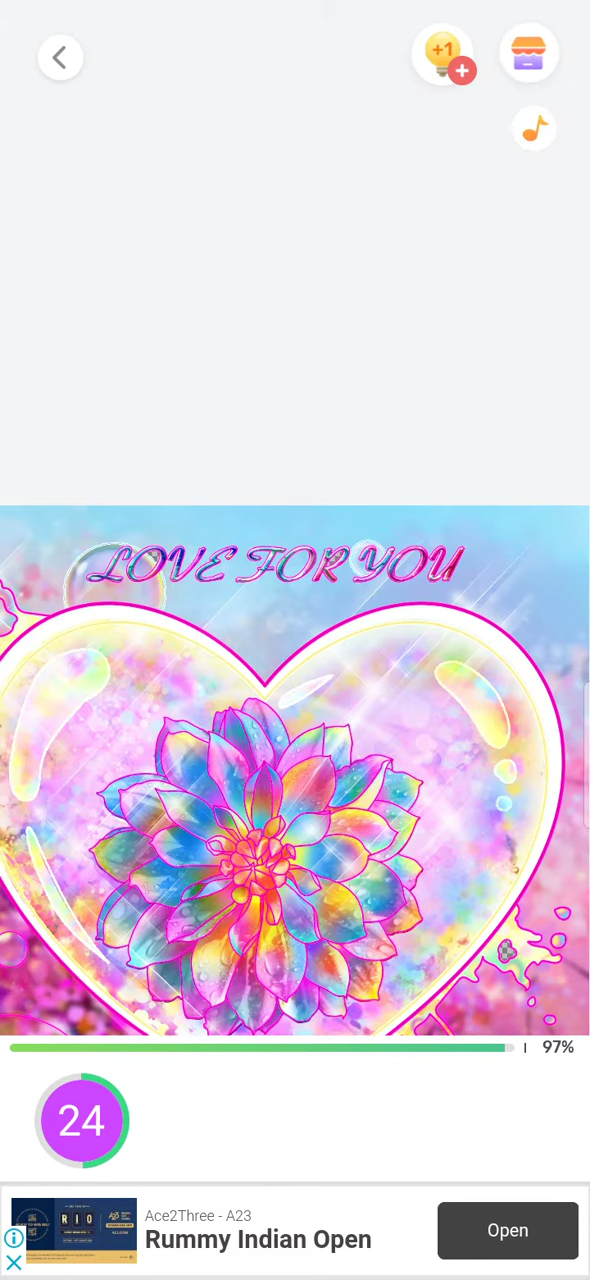 +1
LOVE FOR YOU
97%
24
Ace2Three - A23
Rummy Indian Open
Open
R I O